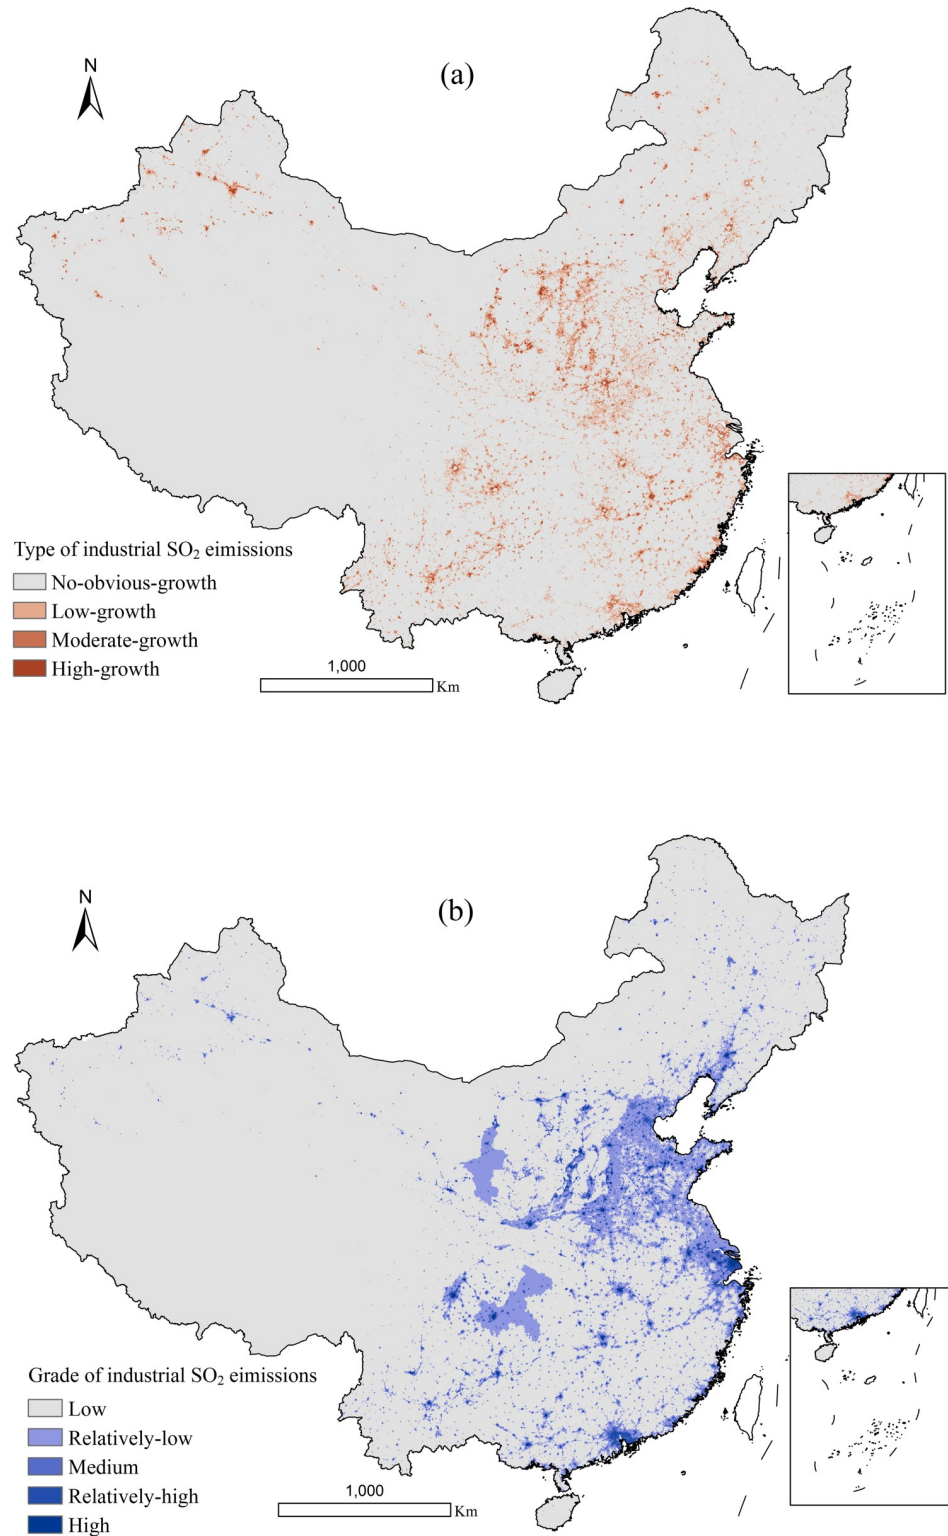 (a)
N
Type of industrial SO₂ eimissions
No-obvious-growth
Low-growth
Moderate-growth
High-growth
1,000
Km
(b)
N
Grade of industrial SO₂ eimissions
Low
Relatively-low
Medium
Relatively-high
High
1,000
Km